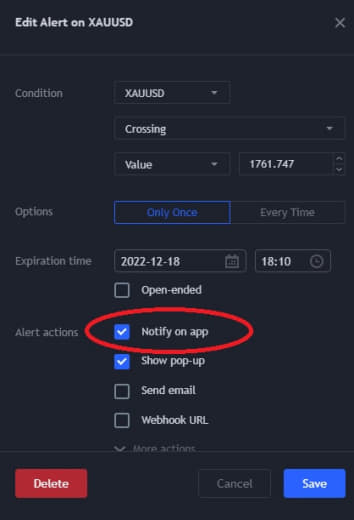 Edit Alert on XAUUSD
Condition XAUUSD
Crossing
Value 1761.747
Options Only Once Every Time
Expiration time 2022-12-18 18:10
Open-ended
Alert actions Notify on app
Show pop-up
Send email
Webhook URL
More actions
Delete Cancel Save